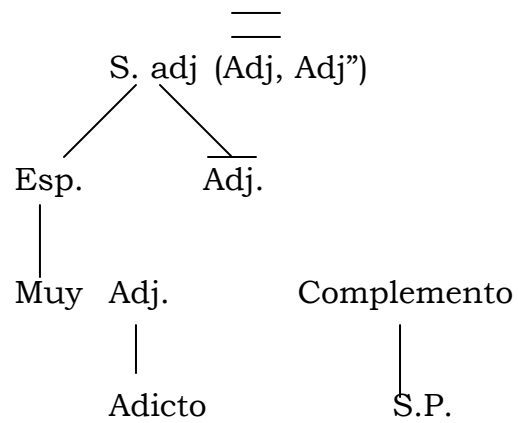 S. adj (Adj, Adj”)
Esp. Adj.
Muy Adj. Complemento
Adicto S.P.